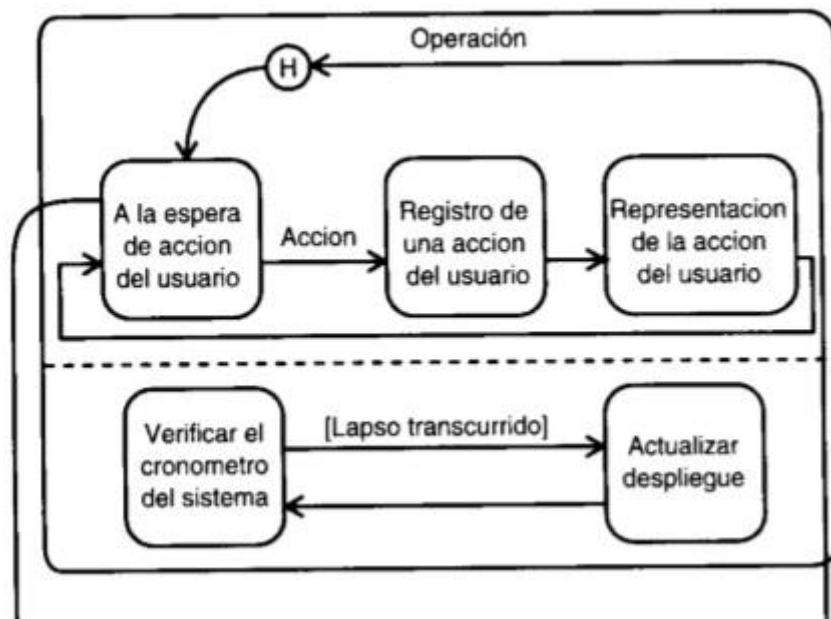 Operación
H
A la espera
de accion
del usuario
Accion
Registro de
una accion
del usuario
Representacion
de la accion
del usuario
Verificar el
cronometro
del sistema
[Lapso transcurrido]
Actualizar
despliegue